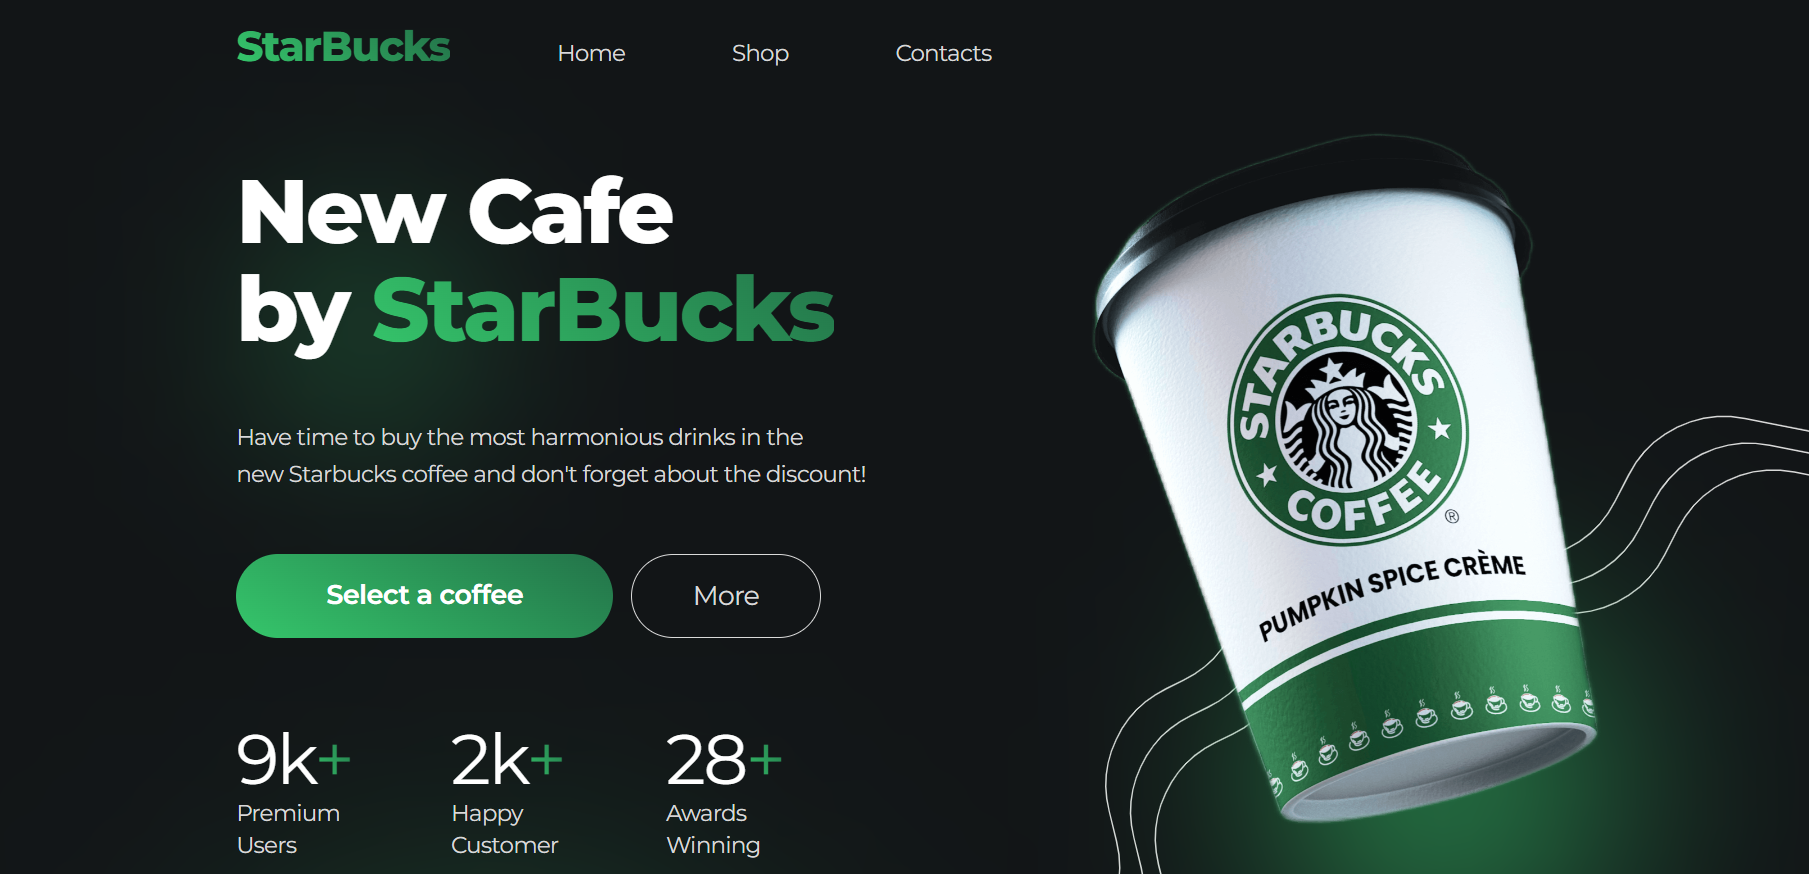 StarBucks
Home
Shop
Contacts
New Cafe
by StarBucks
Have time to buy the most harmonious drinks in the
new Starbucks coffee and don't forget about the discount!
Select a coffee
More
9k+
Premium
Users
2k+
Happy
Customer
28+
Awards
Winning
STARBUCKS
COFFEE
®
PUMPKIN SPICE CRÈME